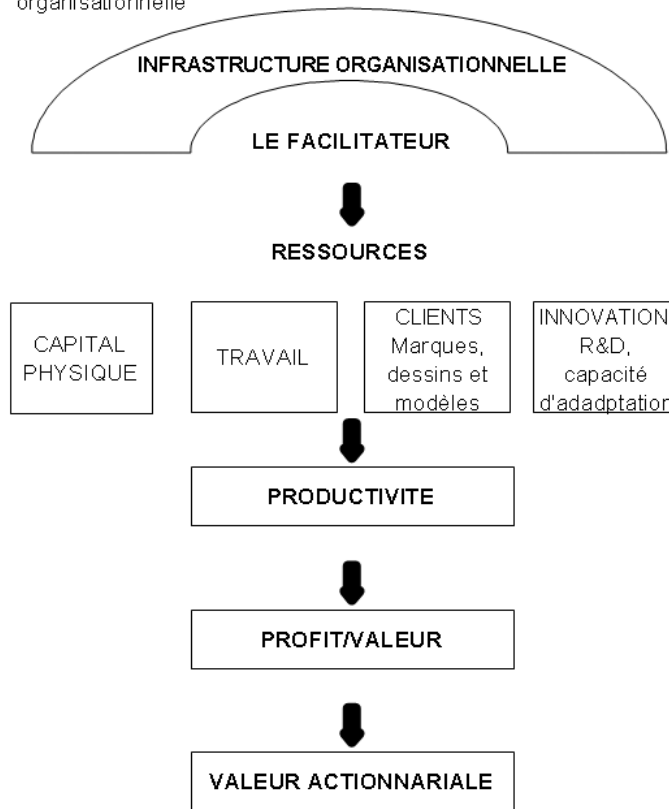 organisationnelle
INFRASTRUCTURE ORGANISATIONNELLE
LE FACILITATEUR
RESSOURCES
CAPITAL
PHYSIQUE
TRAVAIL
CLIENTS
Marques,
dessins et
modèles
INNOVATION
R&D,
capacité
d'adadptation
PRODUCTIVITE
PROFIT/VALEUR
VALEUR ACTIONNARIALE